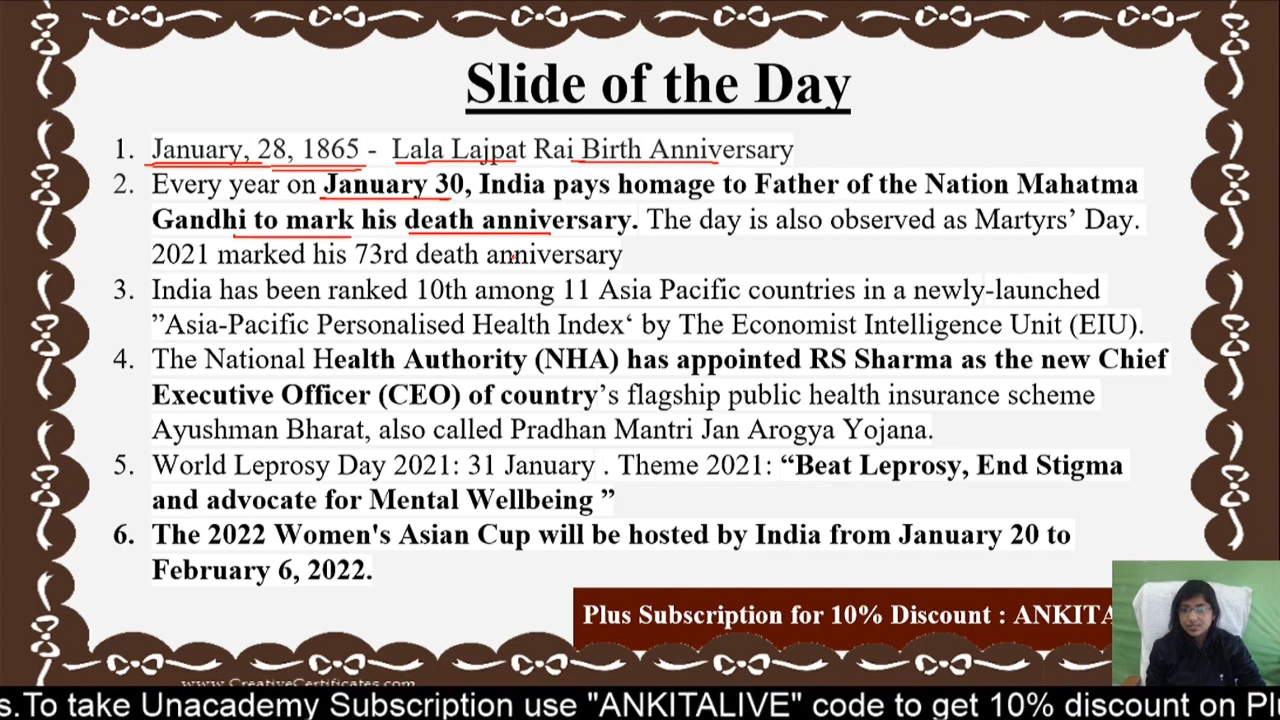 Slide of the Day
1. January, 28, 1865 - Lala Lajpat Rai Birth Anniversary
2. Every year on January 30, India pays homage to Father of the Nation Mahatma
Gandhi to mark his death anniversary. The day is also observed as Martyrs’ Day.
2021 marked his 73rd death anniversary
3. India has been ranked 10th among 11 Asia Pacific countries in a newly-launched
”Asia-Pacific Personalised Health Index‘ by The Economist Intelligence Unit (EIU).
4. The National Health Authority (NHA) has appointed RS Sharma as the new Chief
Executive Officer (CEO) of country’s flagship public health insurance scheme
Ayushman Bharat, also called Pradhan Mantri Jan Arogya Yojana.
5. World Leprosy Day 2021: 31 January . Theme 2021: “Beat Leprosy, End Stigma
and advocate for Mental Wellbeing ”
6. The 2022 Women's Asian Cup will be hosted by India from January 20 to
February 6, 2022.
Plus Subscription for 10% Discount : ANKITA
www.CreativeCertificates.com
s.To take Unacademy Subscription use "ANKITALIVE" code to get 10% discount on Pl